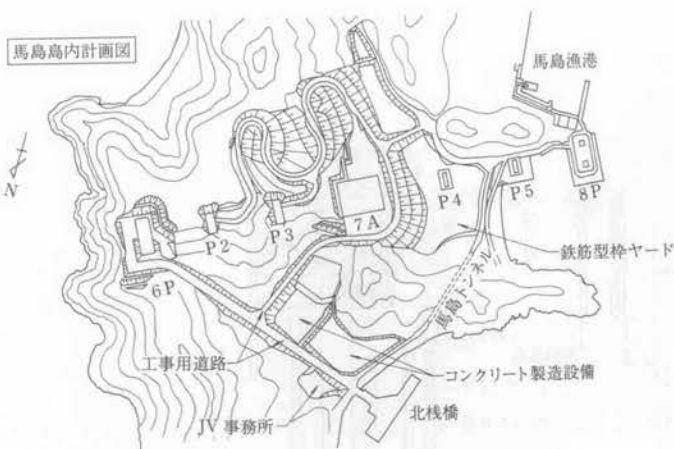 馬島島内計画図
馬島漁港
N
P4
P5
8P
P2
P3
7A
鉄筋型枠ヤード
6P
馬島トンネル
工事用道路
コンクリート製造設備
JV 事務所
北桟橋